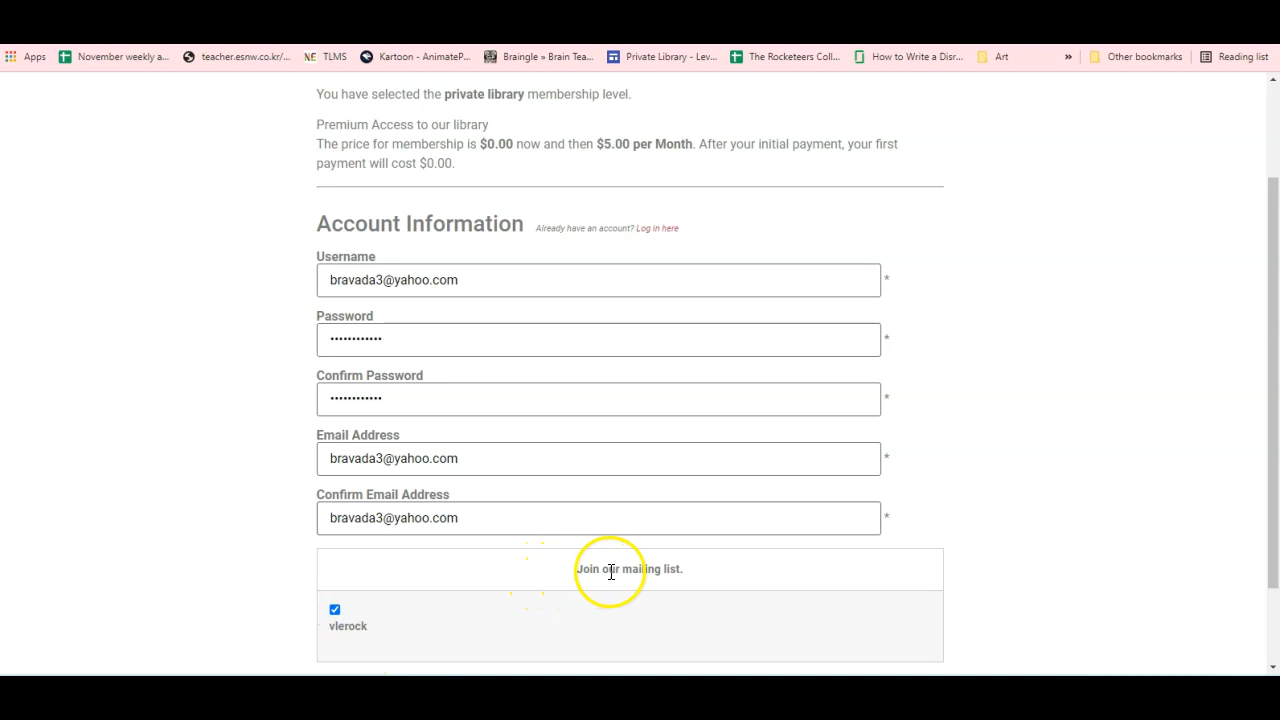 Apps November weekly a... teacher.esnw.co.kr/... NE TLMS Kartoon - AnimateP... Braingle » Brain Tea... Private Library - Lev... The Rocketeers Coll... How to Write a Disr... Art » Other bookmarks Reading list
You have selected the private library membership level.
Premium Access to our library
The price for membership is $0.00 now and then $5.00 per Month. After your initial payment, your first
payment will cost $0.00.
Account Information Already have an account? Log in here
Username
bravada3@yahoo.com *
Password
•••••••••••• *
Confirm Password
•••••••••••• *
Email Address
bravada3@yahoo.com *
Confirm Email Address
bravada3@yahoo.com *
Join our mailing list.
vlerock